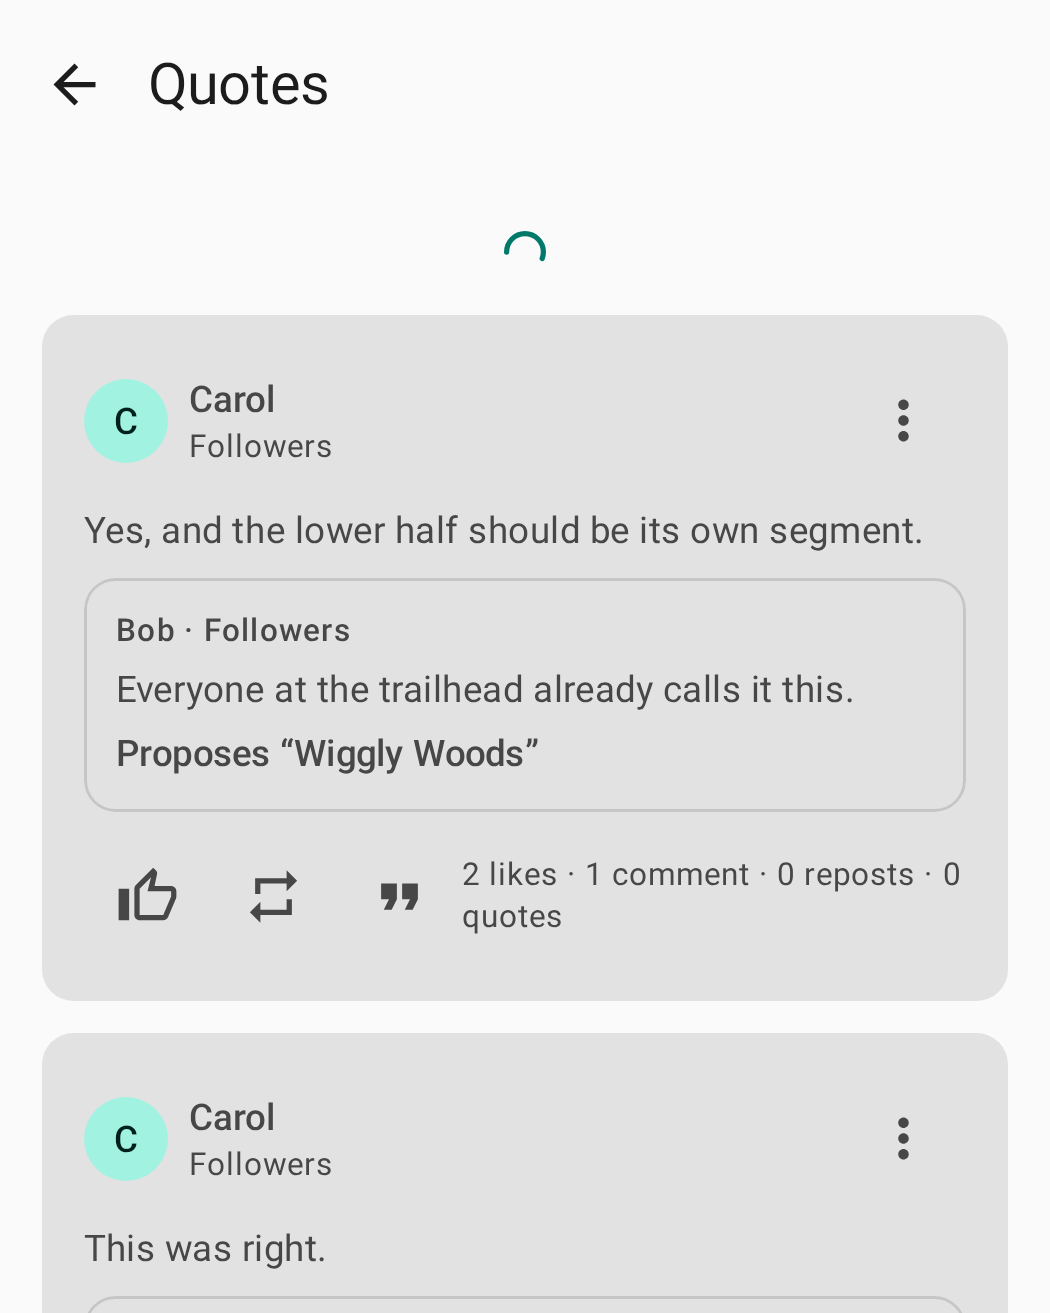 Quotes
C
Carol
Followers
Yes, and the lower half should be its own segment.
Bob · Followers
Everyone at the trailhead already calls it this.
Proposes “Wiggly Woods”
2 likes · 1 comment · 0 reposts · 0
quotes
C
Carol
Followers
This was right.